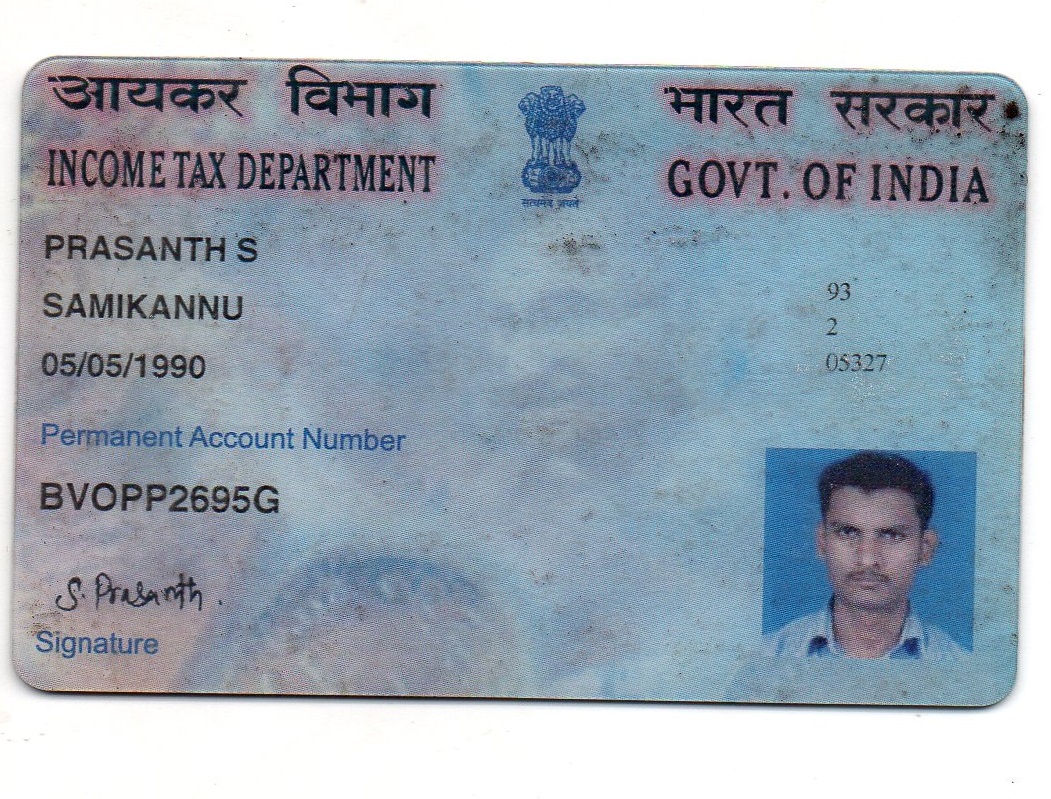 आयकर विभाग
भारत सरकार
INCOME TAX DEPARTMENT
GOVT. OF INDIA
सत्यमेव जयते
PRASANTH S
SAMIKANNU
05/05/1990
93
2
05327
Permanent Account Number
BVOPP2695G
S. Prasanth.
Signature